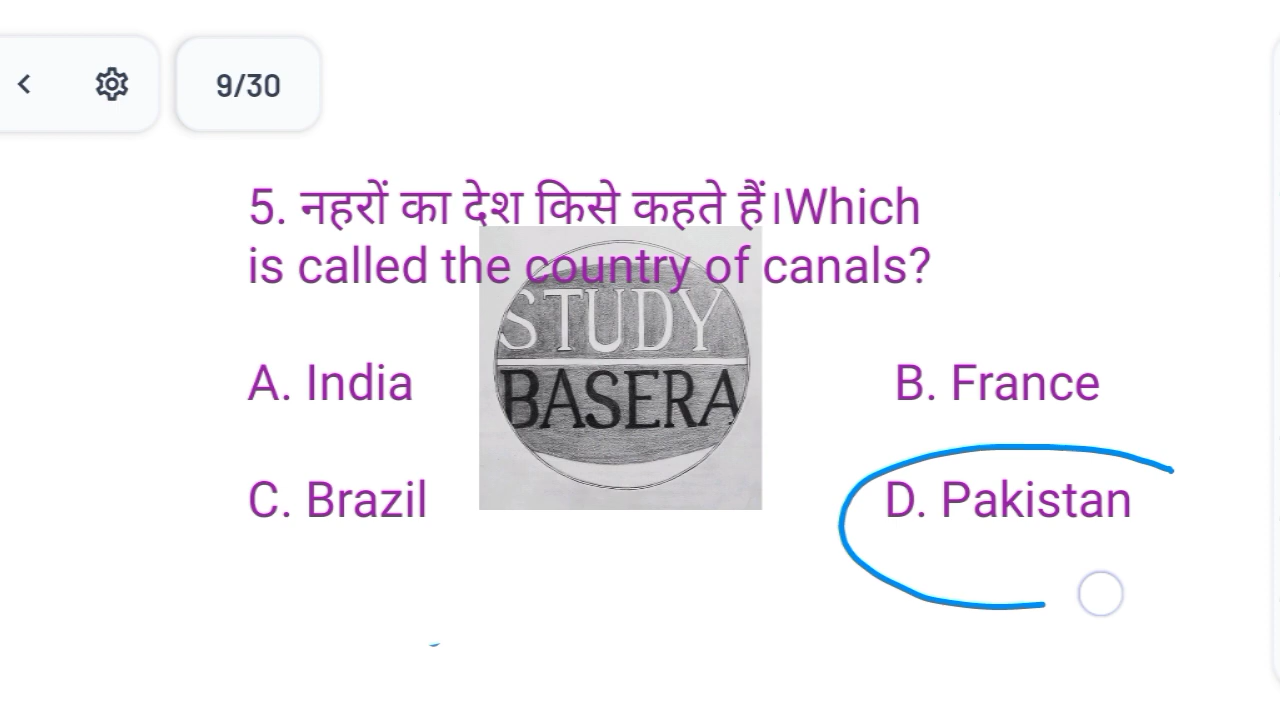 9/30
5. नहरों का देश किसे कहते हैं।Which
is called the country of canals?
STUDY
BASERA
A. India
B. France
C. Brazil
D. Pakistan